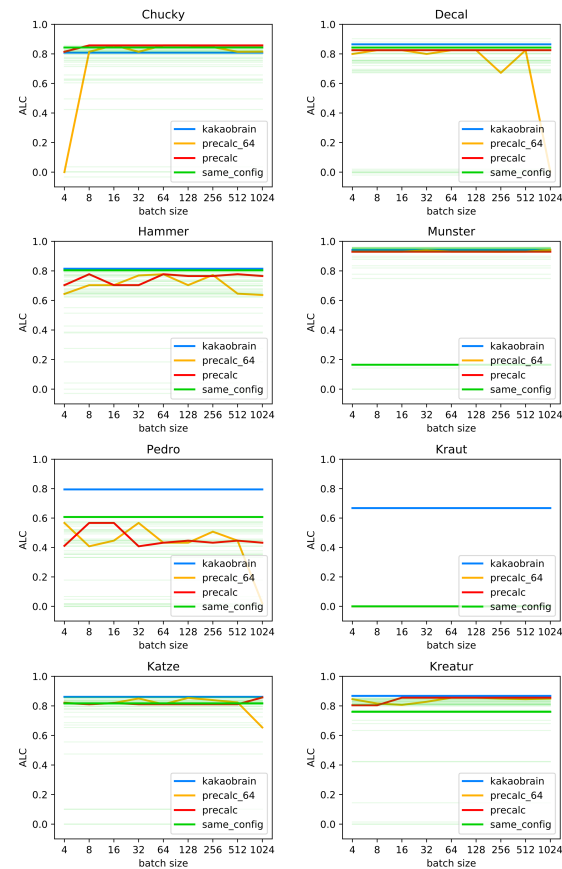 Chucky
1.0
0.8
0.6
0.4
0.2
0.0
ALC
kakaobrain
precalc_64
precalc
same_config
4 8 16 32 64 128 256 512 1024
batch size
Decal
1.0
0.8
0.6
0.4
0.2
0.0
ALC
kakaobrain
precalc_64
precalc
same_config
4 8 16 32 64 128 256 512 1024
batch size
Hammer
1.0
0.8
0.6
0.4
0.2
0.0
ALC
kakaobrain
precalc_64
precalc
same_config
4 8 16 32 64 128 256 512 1024
batch size
Munster
1.0
0.8
0.6
0.4
0.2
0.0
ALC
kakaobrain
precalc_64
precalc
same_config
4 8 16 32 64 128 256 512 1024
batch size
Pedro
1.0
0.8
0.6
0.4
0.2
0.0
ALC
kakaobrain
precalc_64
precalc
same_config
4 8 16 32 64 128 256 512 1024
batch size
Kraut
1.0
0.8
0.6
0.4
0.2
0.0
ALC
kakaobrain
precalc_64
precalc
same_config
4 8 16 32 64 128 256 512 1024
batch size
Katze
1.0
0.8
0.6
0.4
0.2
0.0
ALC
kakaobrain
precalc_64
precalc
same_config
4 8 16 32 64 128 256 512 1024
batch size
Kreatur
1.0
0.8
0.6
0.4
0.2
0.0
ALC
kakaobrain
precalc_64
precalc
same_config
4 8 16 32 64 128 256 512 1024
batch size